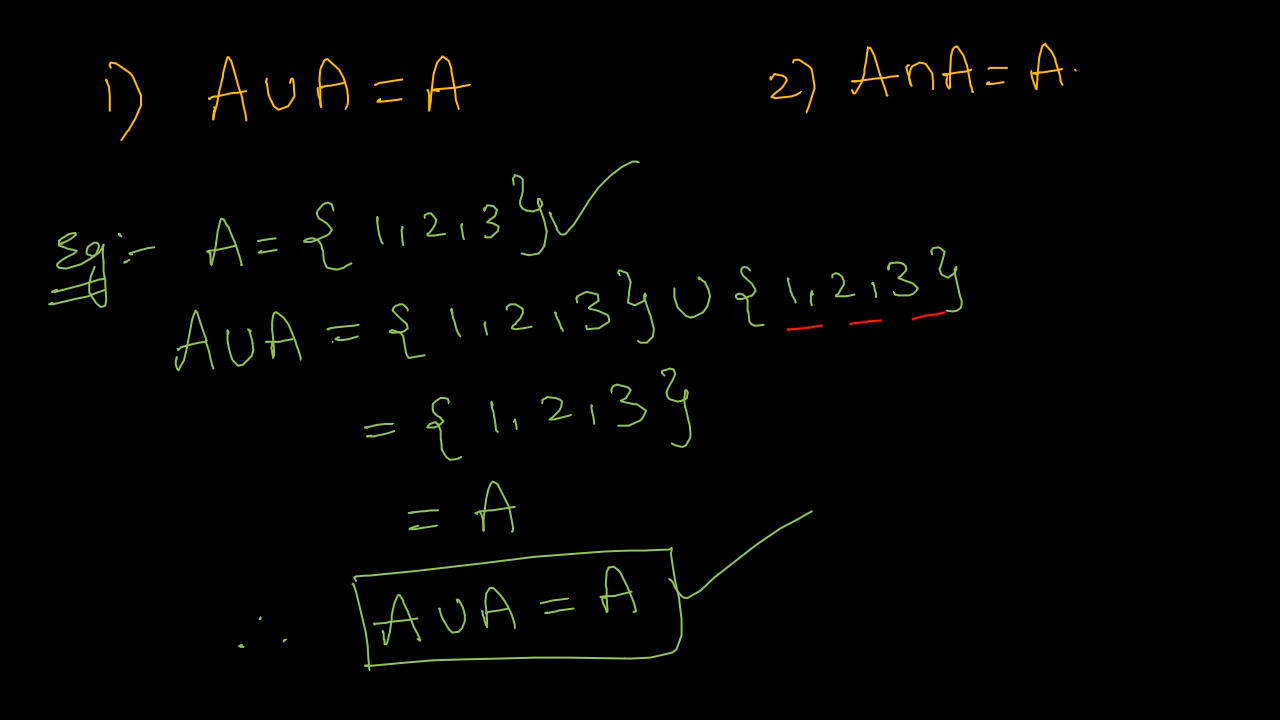 1) A∪A = A 2) A∩A = A.
Eg:- A = {1,2,3}
A∪A = {1,2,3} ∪ {1,2,3}
= {1,2,3}
= A
∴ A∪A = A